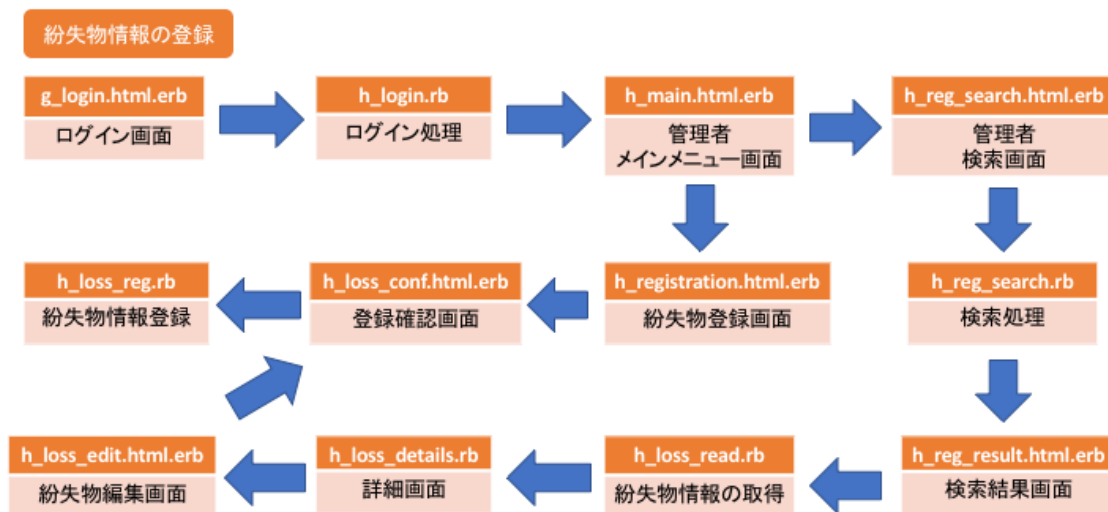 紛失物情報の登録
g_login.html.erb
ログイン画面
h_login.rb
ログイン処理
h_main.html.erb
管理者
メインメニュー画面
h_reg_search.html.erb
管理者
検索画面
h_loss_reg.rb
紛失物情報登録
h_loss_conf.html.erb
登録確認画面
h_registration.html.erb
紛失物登録画面
h_reg_search.rb
検索処理
h_loss_edit.html.erb
紛失物編集画面
h_loss_details.rb
詳細画面
h_loss_read.rb
紛失物情報の取得
h_reg_result.html.erb
検索結果画面